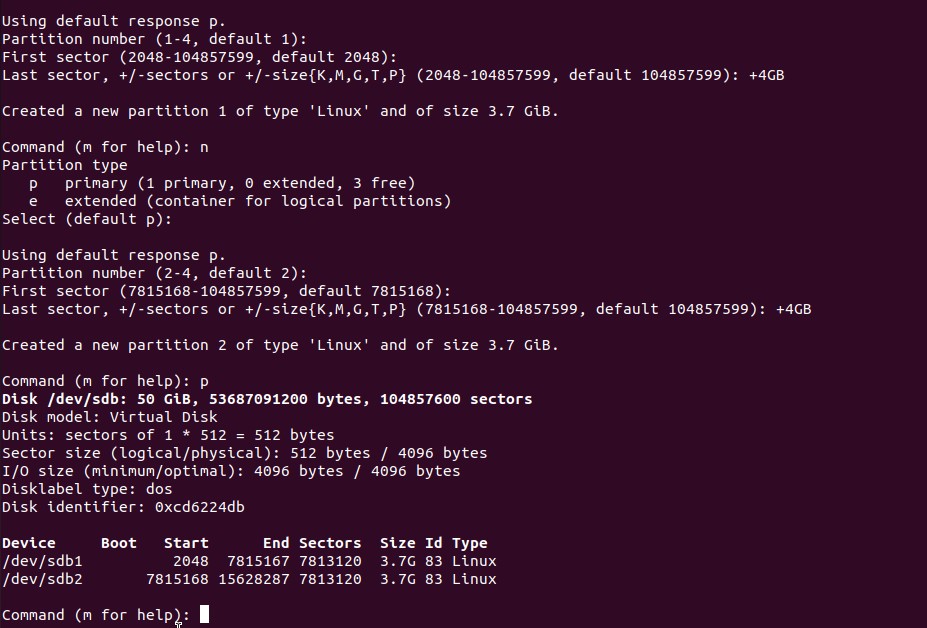 Using default response p.
Partition number (1-4, default 1):
First sector (2048-104857599, default 2048):
Last sector, +/-sectors or +/-size{K,M,G,T,P} (2048-104857599, default 104857599): +4GB
Created a new partition 1 of type 'Linux' and of size 3.7 GiB.
Command (m for help): n
Partition type
   p   primary (1 primary, 0 extended, 3 free)
   e   extended (container for logical partitions)
Select (default p):
Using default response p.
Partition number (2-4, default 2):
First sector (7815168-104857599, default 7815168):
Last sector, +/-sectors or +/-size{K,M,G,T,P} (7815168-104857599, default 104857599): +4GB
Created a new partition 2 of type 'Linux' and of size 3.7 GiB.
Command (m for help): p
Disk /dev/sdb: 50 GiB, 53687091200 bytes, 104857600 sectors
Disk model: Virtual Disk
Units: sectors of 1 * 512 = 512 bytes
Sector size (logical/physical): 512 bytes / 4096 bytes
I/O size (minimum/optimal): 4096 bytes / 4096 bytes
Disklabel type: dos
Disk identifier: 0xcd6224db
Device     Boot   Start      End Sectors  Size Id Type
/dev/sdb1          2048  7815167 7813120  3.7G 83 Linux
/dev/sdb2       7815168 15628287 7813120  3.7G 83 Linux
Command (m for help):